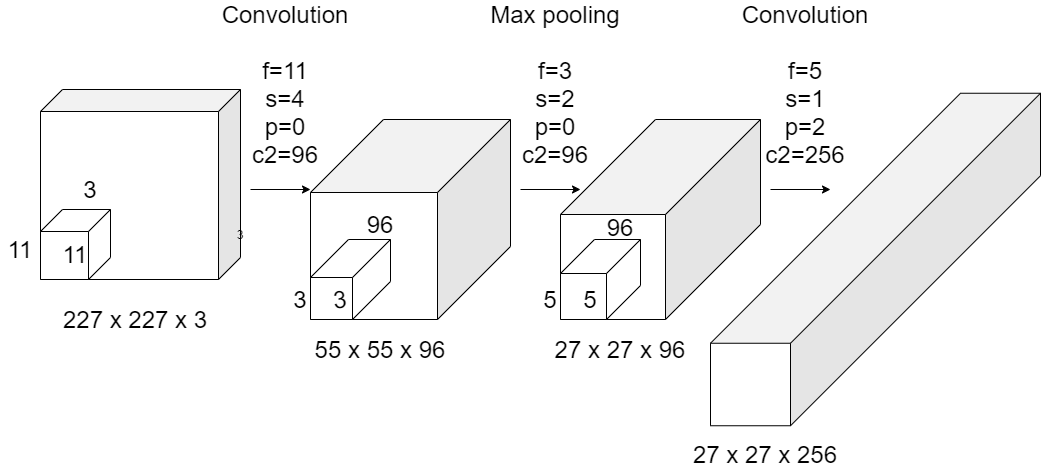 Convolution
Max pooling
Convolution
f=11
s=4
p=0
c2=96
f=3
s=2
p=0
c2=96
f=5
s=1
p=2
c2=256
3
11
11
3
227 x 227 x 3
96
3
3
55 x 55 x 96
96
5
5
27 x 27 x 96
27 x 27 x 256